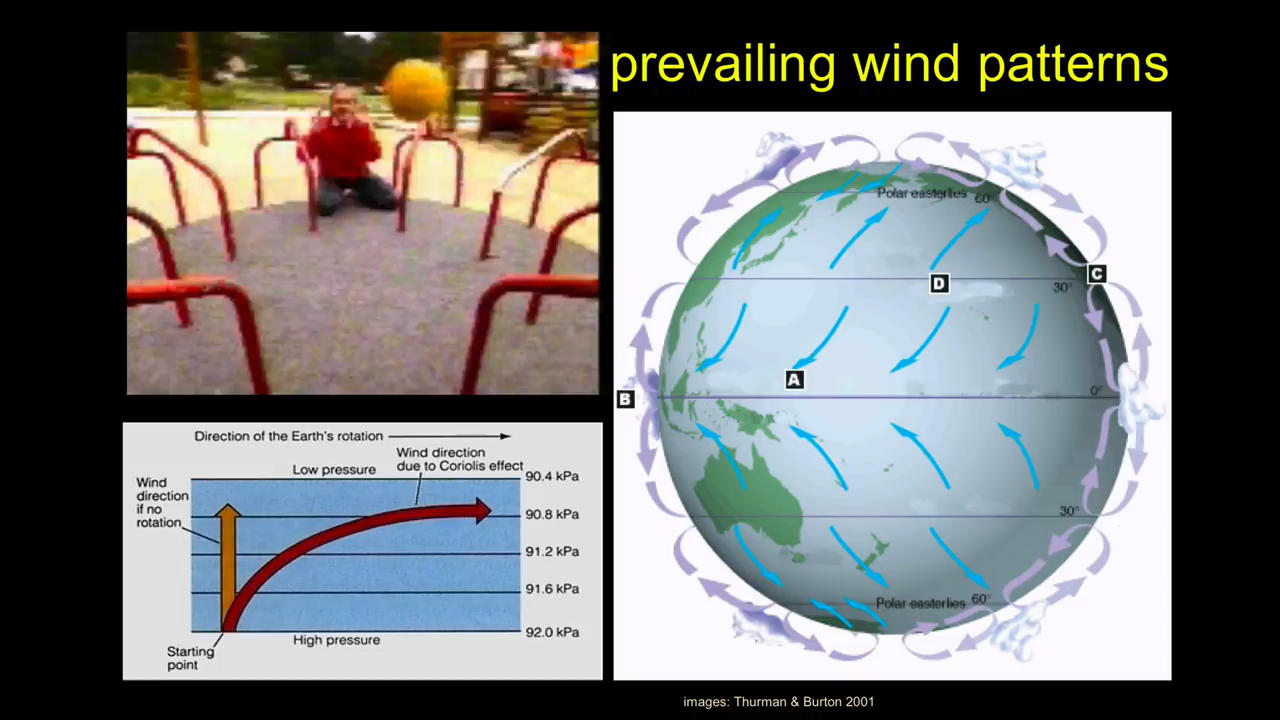 prevailing wind patterns
Polar easterlies
60°
C
D
30°
A
0°
B
30°
Polar easterlies
60°
Direction of the Earth's rotation
Wind direction
due to Coriolis effect
Low pressure
90.4 kPa
Wind
direction
if no
rotation
90.8 kPa
91.2 kPa
91.6 kPa
92.0 kPa
High pressure
Starting
point
images: Thurman & Burton 2001